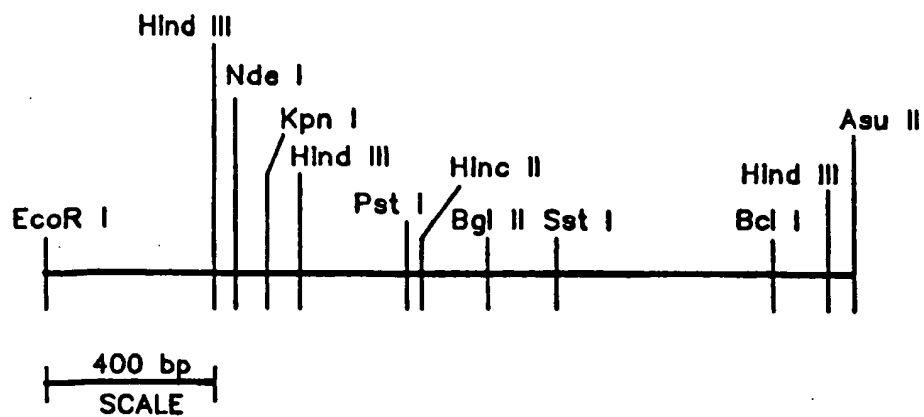 Hind III
Nde I
Kpn I
Asu II
Hind III
Hinc II
Hind III
Pst I
EcoR I
Bgl II
Sst I
Bcl I
400 bp
SCALE